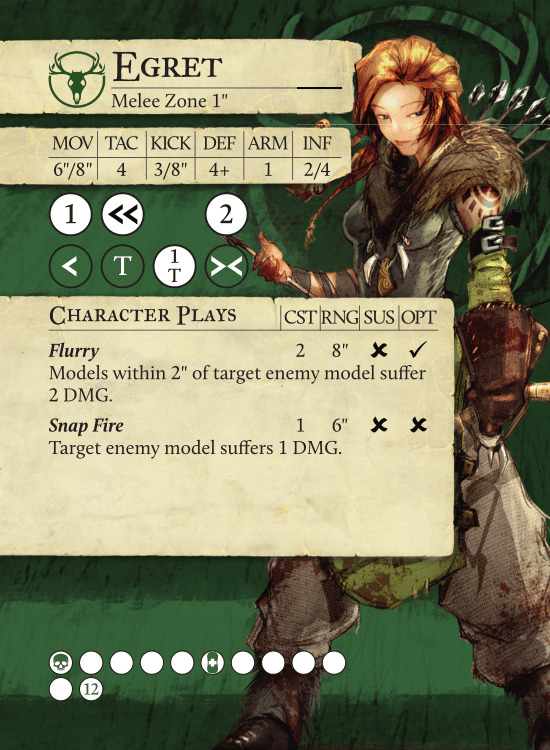 Egret
Melee Zone 1"
MOV TAC KICK DEF ARM INF
6"/8" 4 3/8" 4+ 1 2/4
1 << 2
< T 1 T ><
Character Plays CST RNG SUS OPT
Flurry 2 8" ✘ ✓
Models within 2" of target enemy model suffer
2 DMG.
Snap Fire 1 6" ✘ ✘
Target enemy model suffers 1 DMG.
12